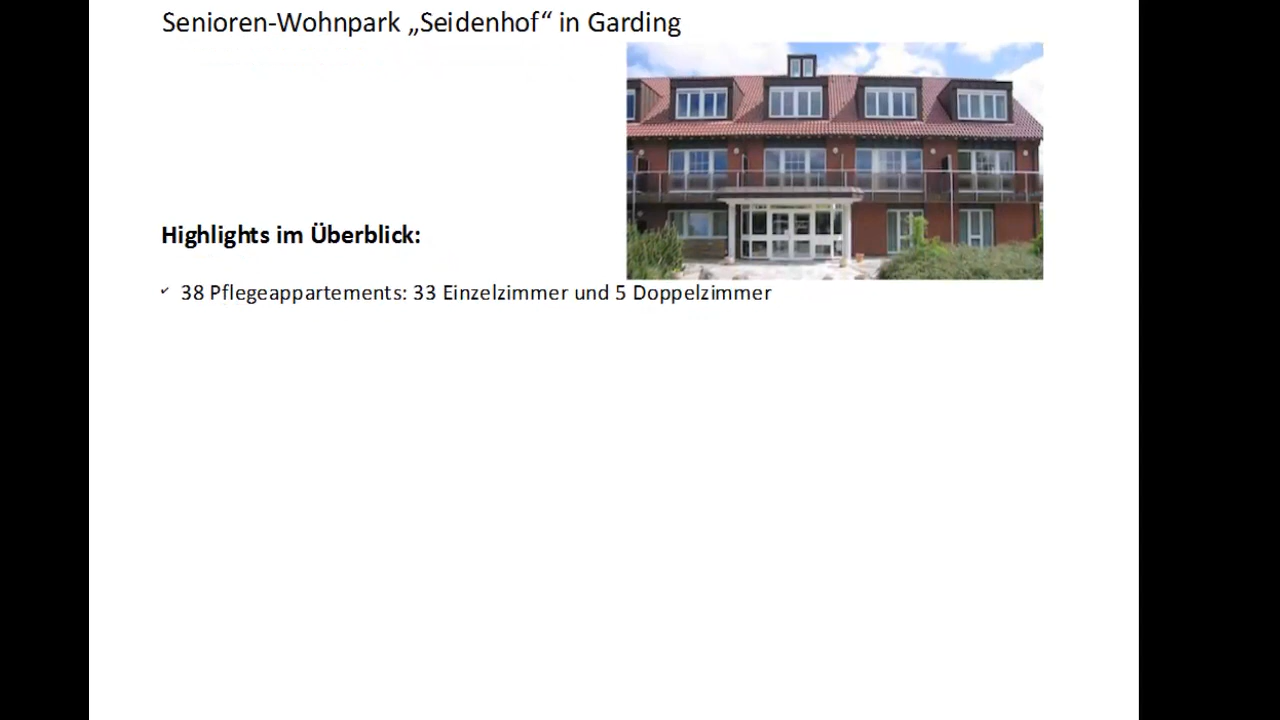 Senioren-Wohnpark „Seidenhof“ in Garding
Highlights im Überblick:
✓ 38 Pflegeappartements: 33 Einzelzimmer und 5 Doppelzimmer